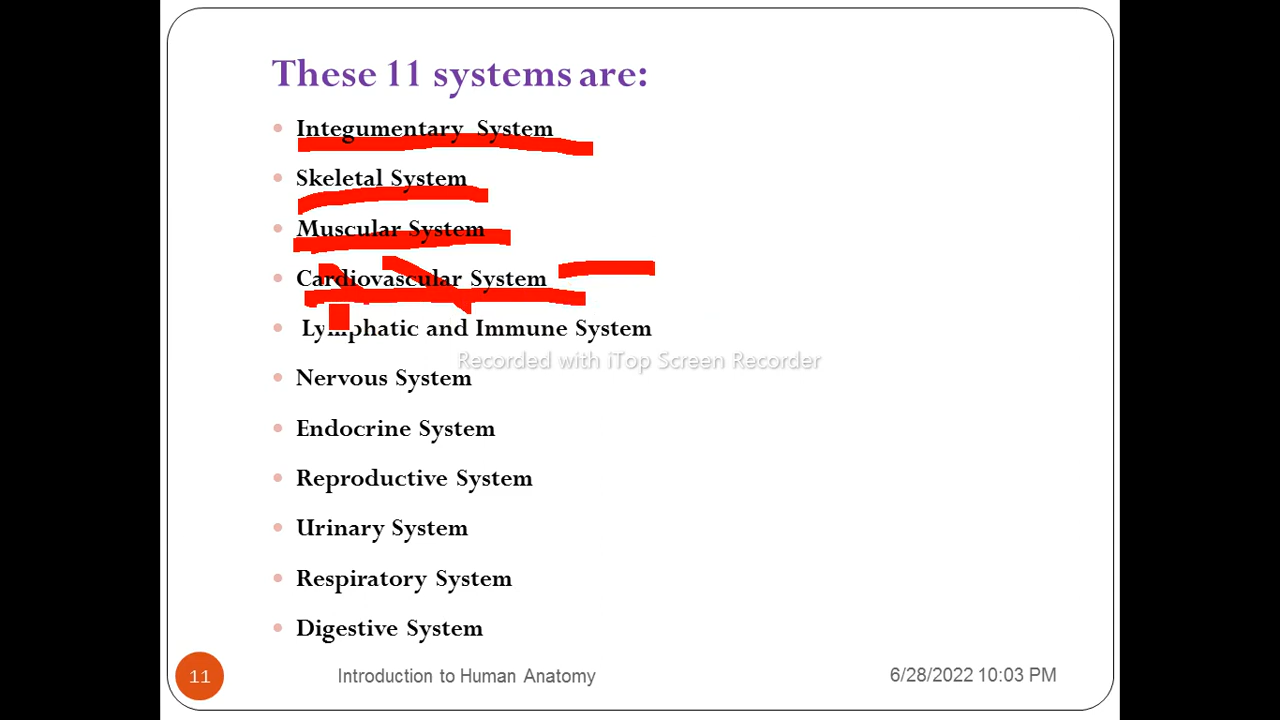 These 11 systems are:
Integumentary System
Skeletal System
Muscular System
Cardiovascular System
Lymphatic and Immune System
Recorded with iTop Screen Recorder
Nervous System
Endocrine System
Reproductive System
Urinary System
Respiratory System
Digestive System
11 Introduction to Human Anatomy 6/28/2022 10:03 PM